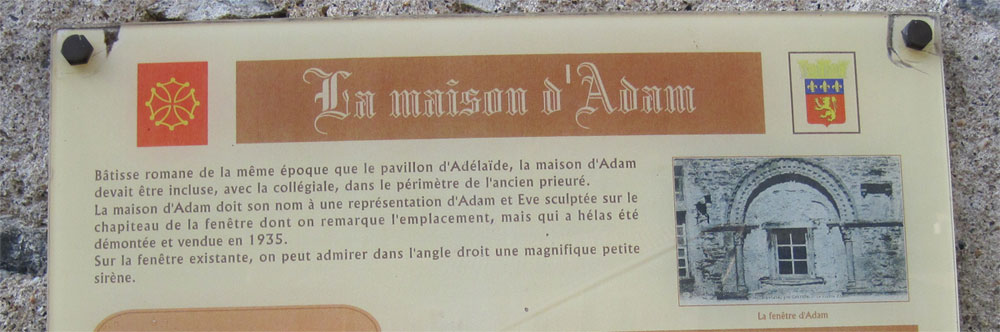 La maison d'Adam
Bâtisse romane de la même époque que le pavillon d'Adélaïde, la maison d'Adam
devait être incluse, avec la collégiale, dans le périmètre de l'ancien prieuré.
La maison d'Adam doit son nom à une représentation d'Adam et Eve sculptée sur le
chapiteau de la fenêtre dont on remarque l'emplacement, mais qui a hélas été
démontée et vendue en 1935.
Sur la fenêtre existante, on peut admirer dans l'angle droit une magnifique petite
sirène.
La fenêtre d'Adam